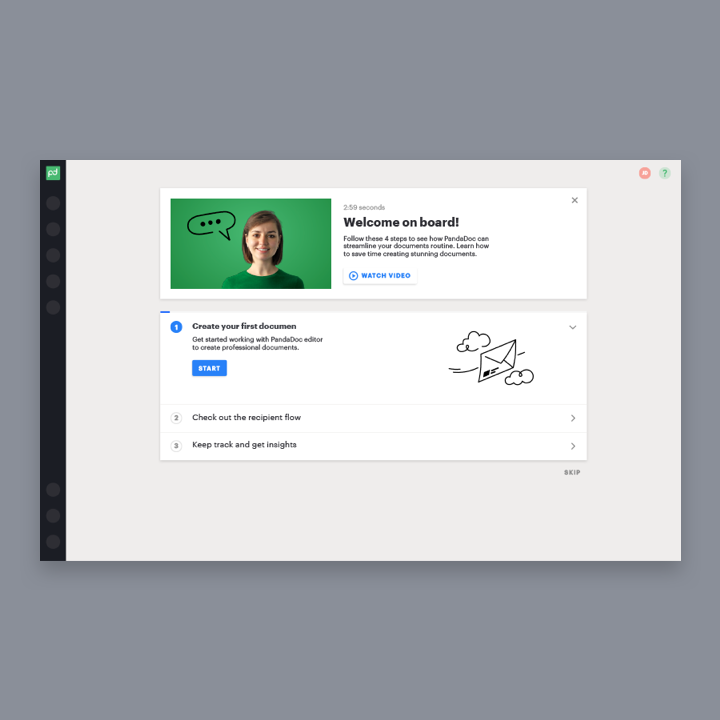 pd
JD
?
2:59 seconds
Welcome on board!
Follow these 4 steps to see how PandaDoc can
streamline your documents routine. Learn how
to save time creating stunning documents.
WATCH VIDEO
1
Create your first documen
Get started working with PandaDoc editor
to create professional documents.
START
2
Check out the recipient flow
3
Keep track and get insights
SKIP